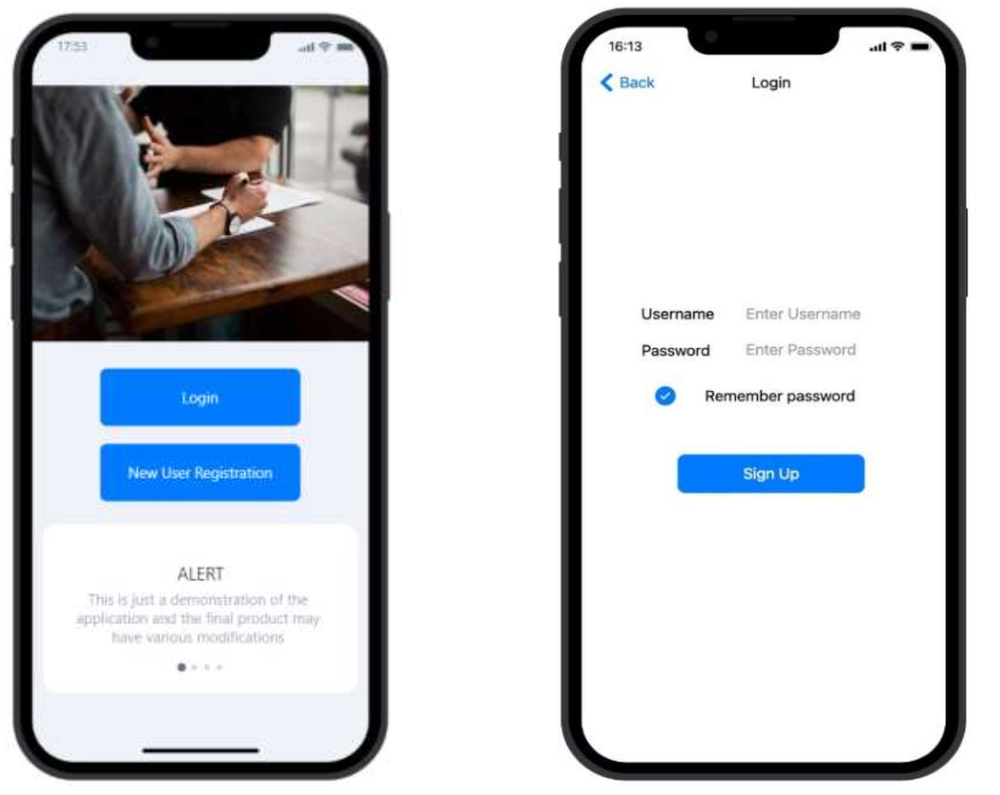 17:53
Login
New User Registration
ALERT
This is just a demonstration of the
application and the final product may
have various modifications
16:13
Back
Login
Username Enter Username
Password Enter Password
Remember password
Sign Up